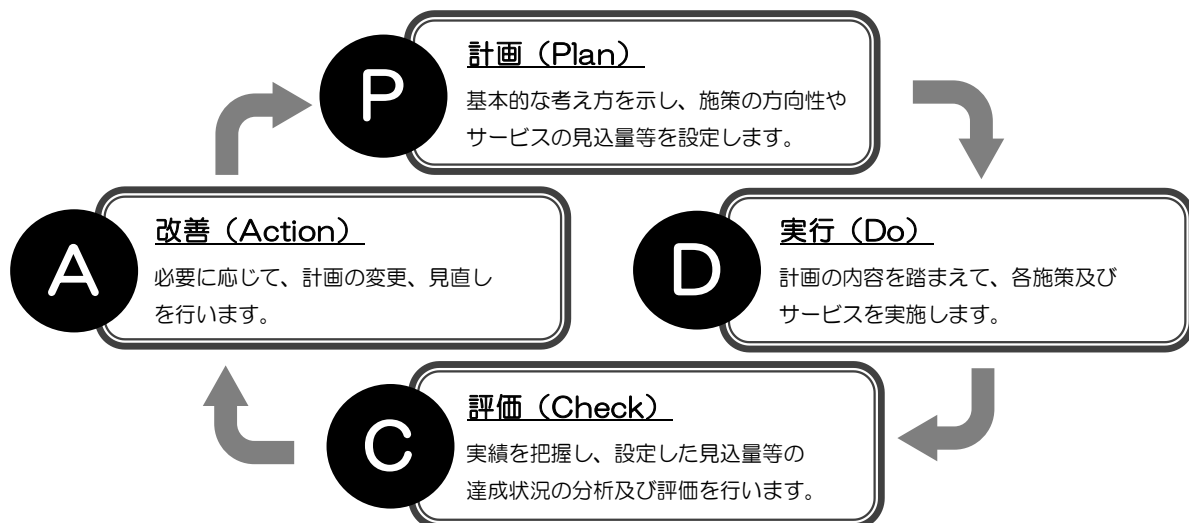 P
計画（Plan）
基本的な考え方を示し、施策の方向性や
サービスの見込量等を設定します。
D
実行（Do）
計画の内容を踏まえて、各施策及び
サービスを実施します。
C
評価（Check）
実績を把握し、設定した見込量等の
達成状況の分析及び評価を行います。
A
改善（Action）
必要に応じて、計画の変更、見直し
を行います。